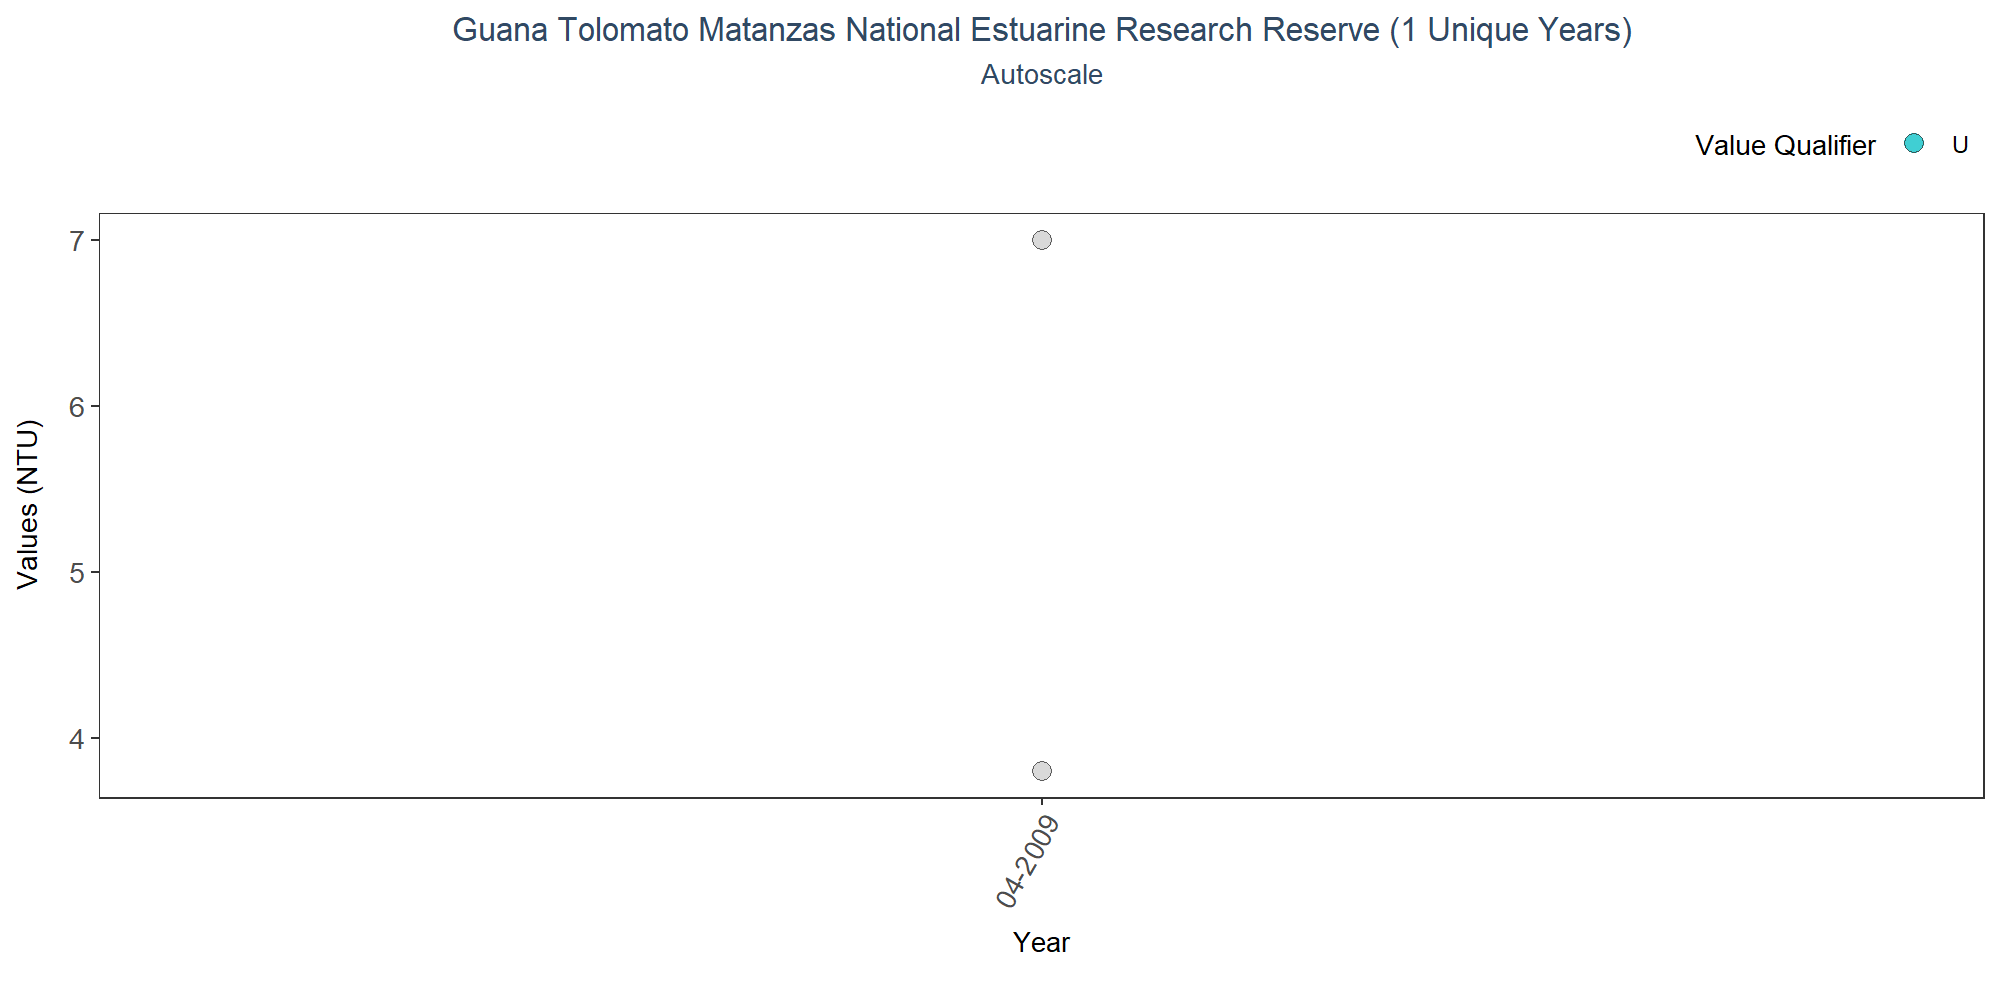 Guana Tolomato Matanzas National Estuarine Research Reserve (1 Unique Years)
Autoscale
Value Qualifier U
7
6
5
4
Values (NTU)
04-2009
Year